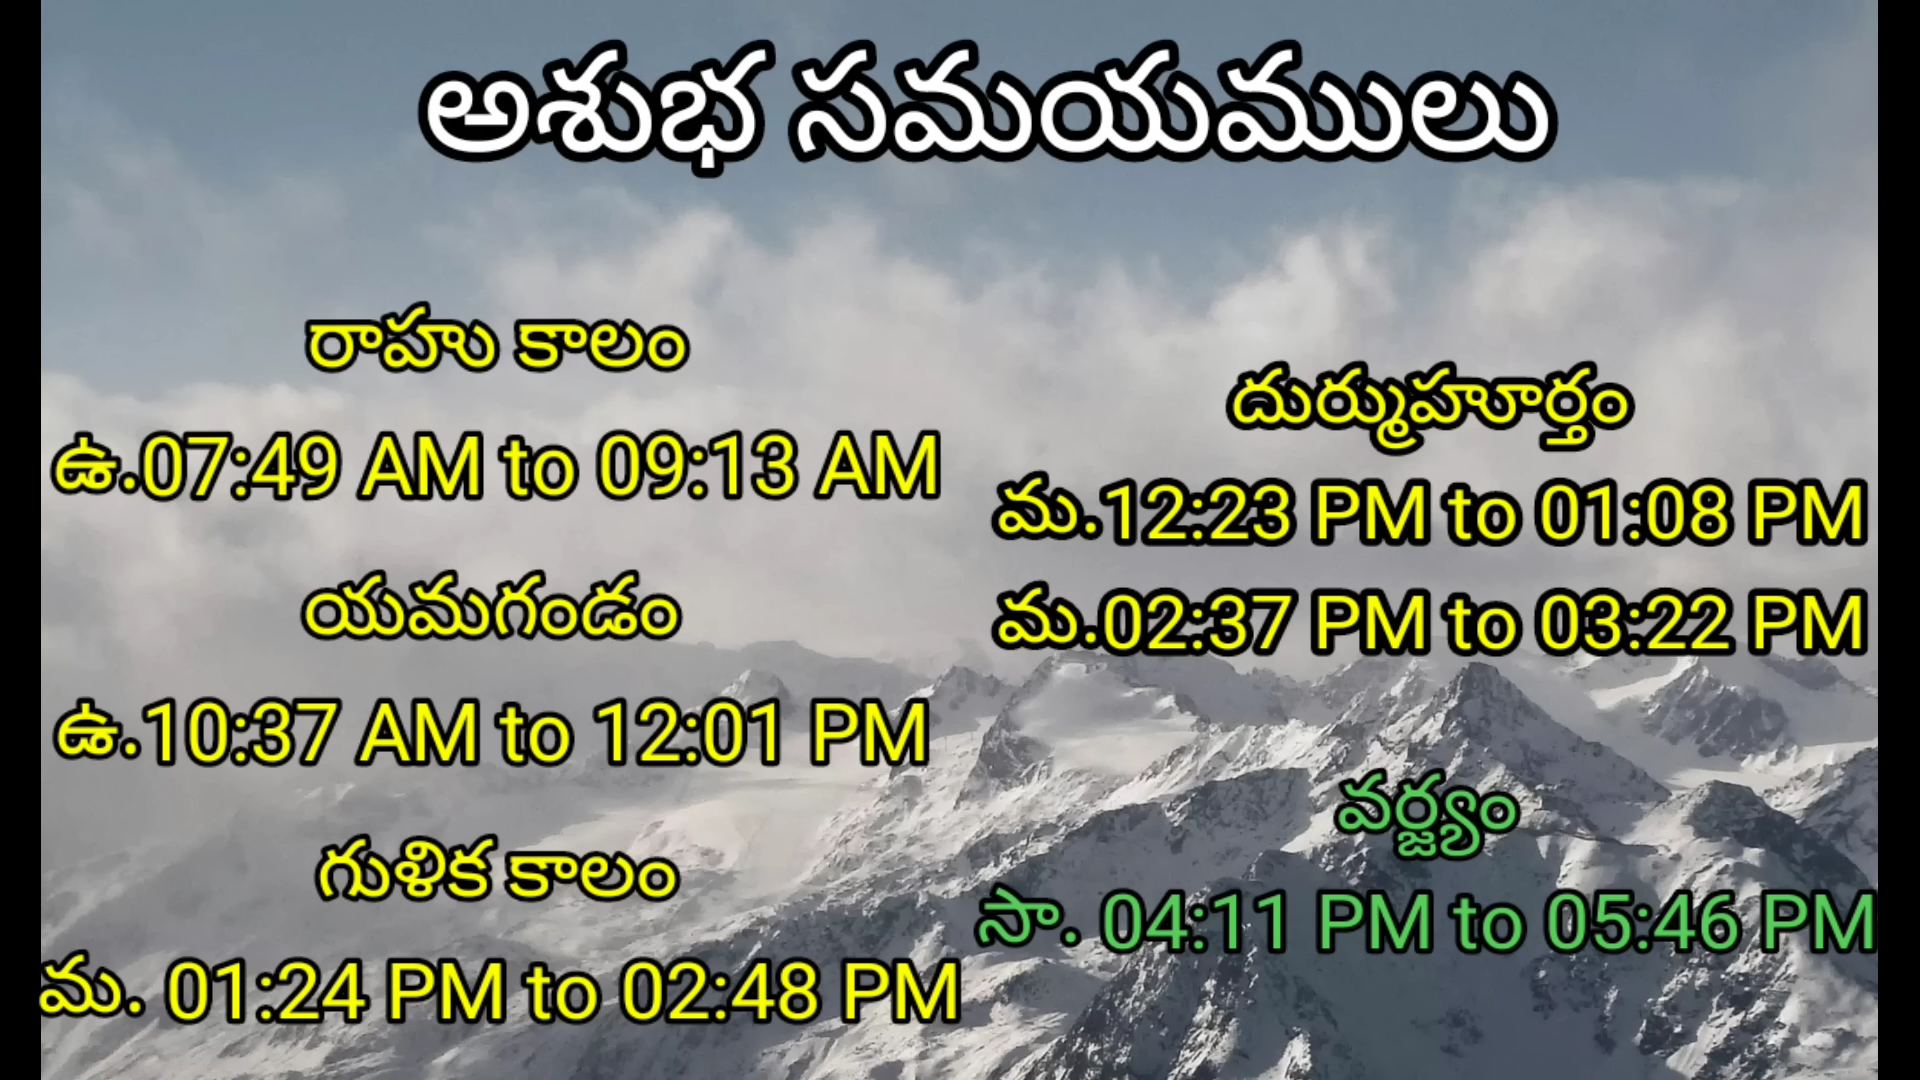 అశుభ సమయములు
రాహు కాలం
ఉ.07:49 AM to 09:13 AM
యమగండం
ఉ.10:37 AM to 12:01 PM
గుళిక కాలం
మ. 01:24 PM to 02:48 PM
దుర్ముహూర్తం
మ.12:23 PM to 01:08 PM
మ.02:37 PM to 03:22 PM
వర్జ్యం
సా. 04:11 PM to 05:46 PM